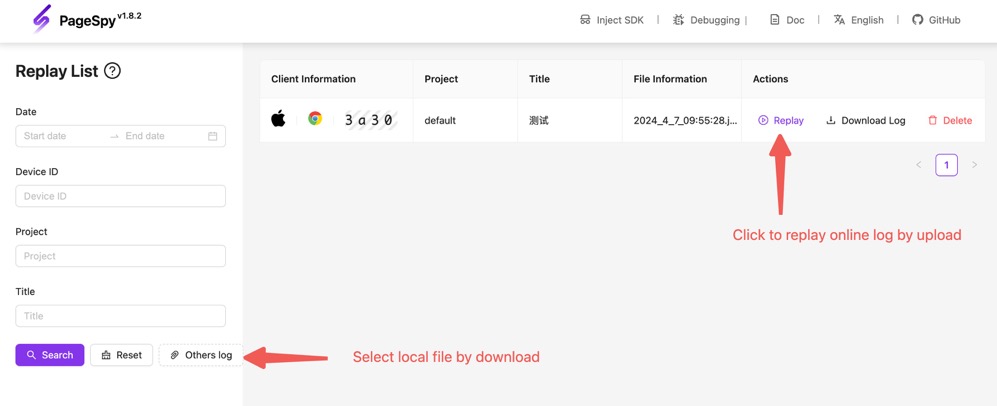 PageSpy v1.8.2
Inject SDK | Debugging | Doc | English | GitHub
Replay List ?
Date
Start date → End date
Device ID
Device ID
Project
Project
Title
Title
Search Reset Others log
Client Information Project Title File Information Actions
3a30 default 测试 2024_4_7_09:55:28.j... Replay Download Log Delete
< 1 >
Click to replay online log by upload
Select local file by download